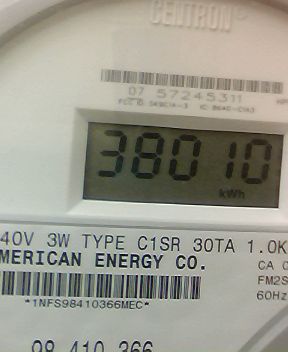 CENTRON®
07 57245311
38010
kWh
40V 3W TYPE C1SR 30TA 1.0K
MERICAN ENERGY CO.
CA
FM2S
60Hz
*1NFS98410366MEC*
98 410 366